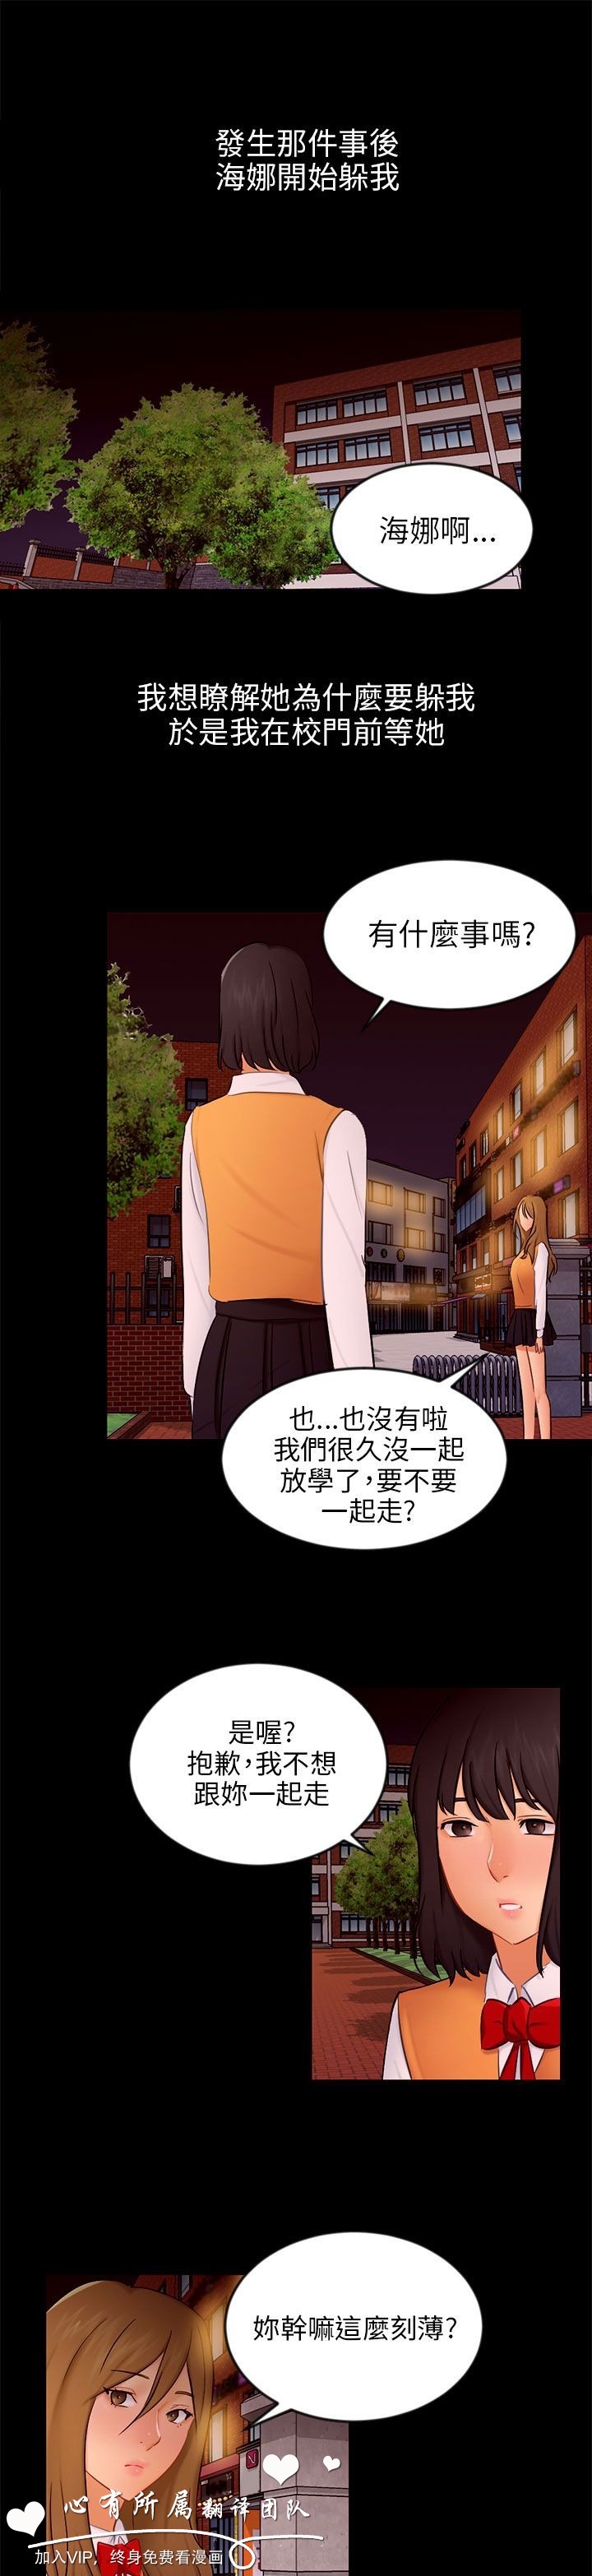 發生那件事後
海娜開始躲我
海娜啊...
我想瞭解她為什麼要躲我
於是我在校門前等她
有什麼事嗎?
也...也沒有啦
我們很久沒一起
放學了,要不要
一起走?
是喔?
抱歉,我不想
跟妳一起走
妳幹嘛這麼刻薄?
心有所属翻译团队
加入VIP，终身免费看漫画